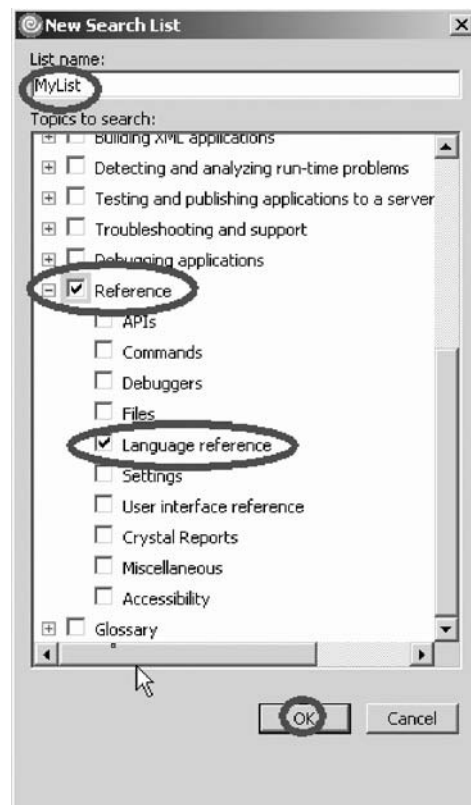 New Search List
List name:
MyList
Topics to search:
Building XML applications
Detecting and analyzing run-time problems
Testing and publishing applications to a server
Troubleshooting and support
Debugging applications
Reference
APIs
Commands
Debuggers
Files
Language reference
Settings
User interface reference
Crystal Reports
Miscellaneous
Accessibility
Glossary
OK Cancel